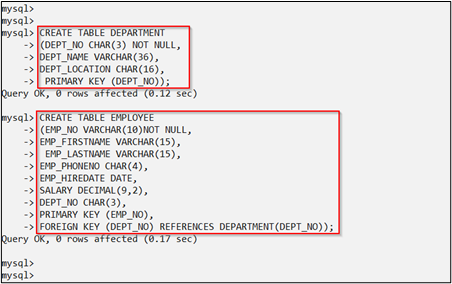 mysql>
mysql>
mysql> CREATE TABLE DEPARTMENT
-> (DEPT_NO CHAR(3) NOT NULL,
-> DEPT_NAME VARCHAR(36),
-> DEPT_LOCATION CHAR(16),
->  PRIMARY KEY (DEPT_NO));
Query OK, 0 rows affected (0.12 sec)
mysql> CREATE TABLE EMPLOYEE
-> (EMP_NO VARCHAR(10)NOT NULL,
-> EMP_FIRSTNAME VARCHAR(15),
->  EMP_LASTNAME VARCHAR(15),
-> EMP_PHONENO CHAR(4),
-> EMP_HIREDATE DATE,
-> SALARY DECIMAL(9,2),
-> DEPT_NO CHAR(3),
-> PRIMARY KEY (EMP_NO),
-> FOREIGN KEY (DEPT_NO) REFERENCES DEPARTMENT(DEPT_NO));
Query OK, 0 rows affected (0.17 sec)
mysql>
mysql>